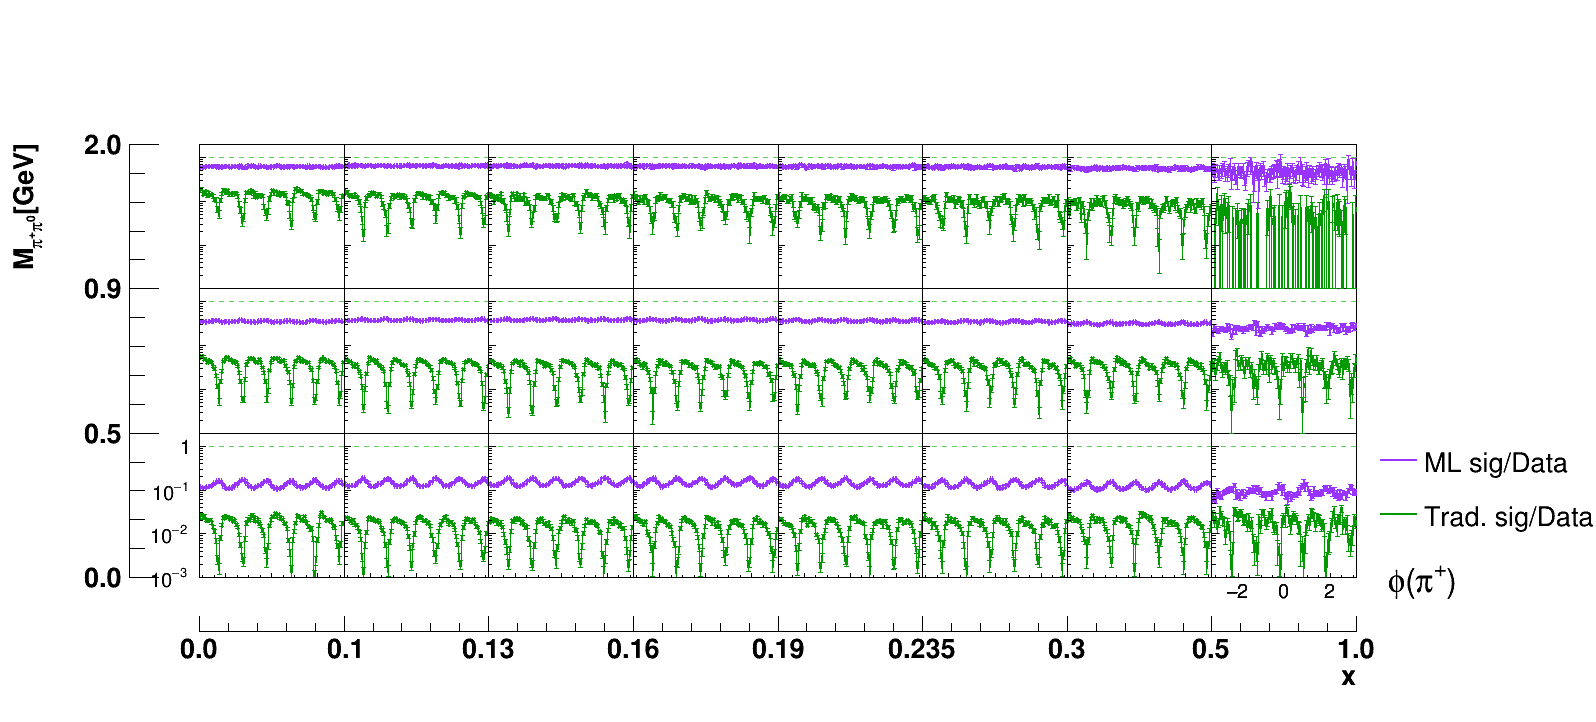 M π⁺π⁰ [GeV]
2.0
0.9
0.5
0.0
1
10⁻¹
10⁻²
10⁻³
ML sig/Data
Trad. sig/Data
−2 0 2
ϕ(π⁺)
0.0 0.1 0.13 0.16 0.19 0.235 0.3 0.5 1.0
x